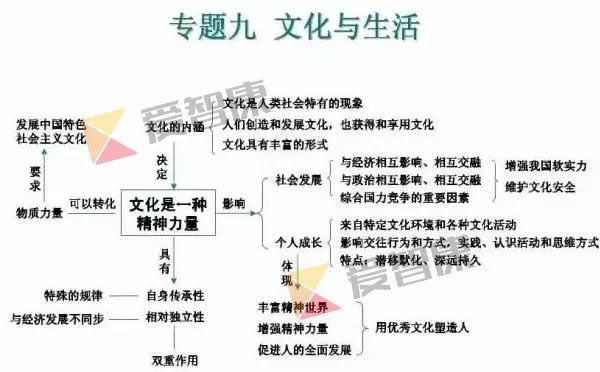 专题九 文化与生活
文化是人类社会特有的现象
发展中国特色
社会主义文化
文化的内涵
人们创造和发展文化，也获得和享用文化
文化具有丰富的形式
要求
决定
与经济相互影响、相互交融
社会发展
与政治相互影响、相互交融
综合国力竞争的重要因素
增强我国软实力
维护文化安全
物质力量
可以转化
文化是一种
精神力量
影响
来自特定文化环境和各种文化活动
个人成长
影响交往行为和方式、实践、认识活动和思维方式
特点：潜移默化、深远持久
具有
体现
特殊的规律
自身传承性
与经济发展不同步
相对独立性
双重作用
丰富精神世界
增强精神力量
促进人的全面发展
用优秀文化塑造人
爱智康
爱智康